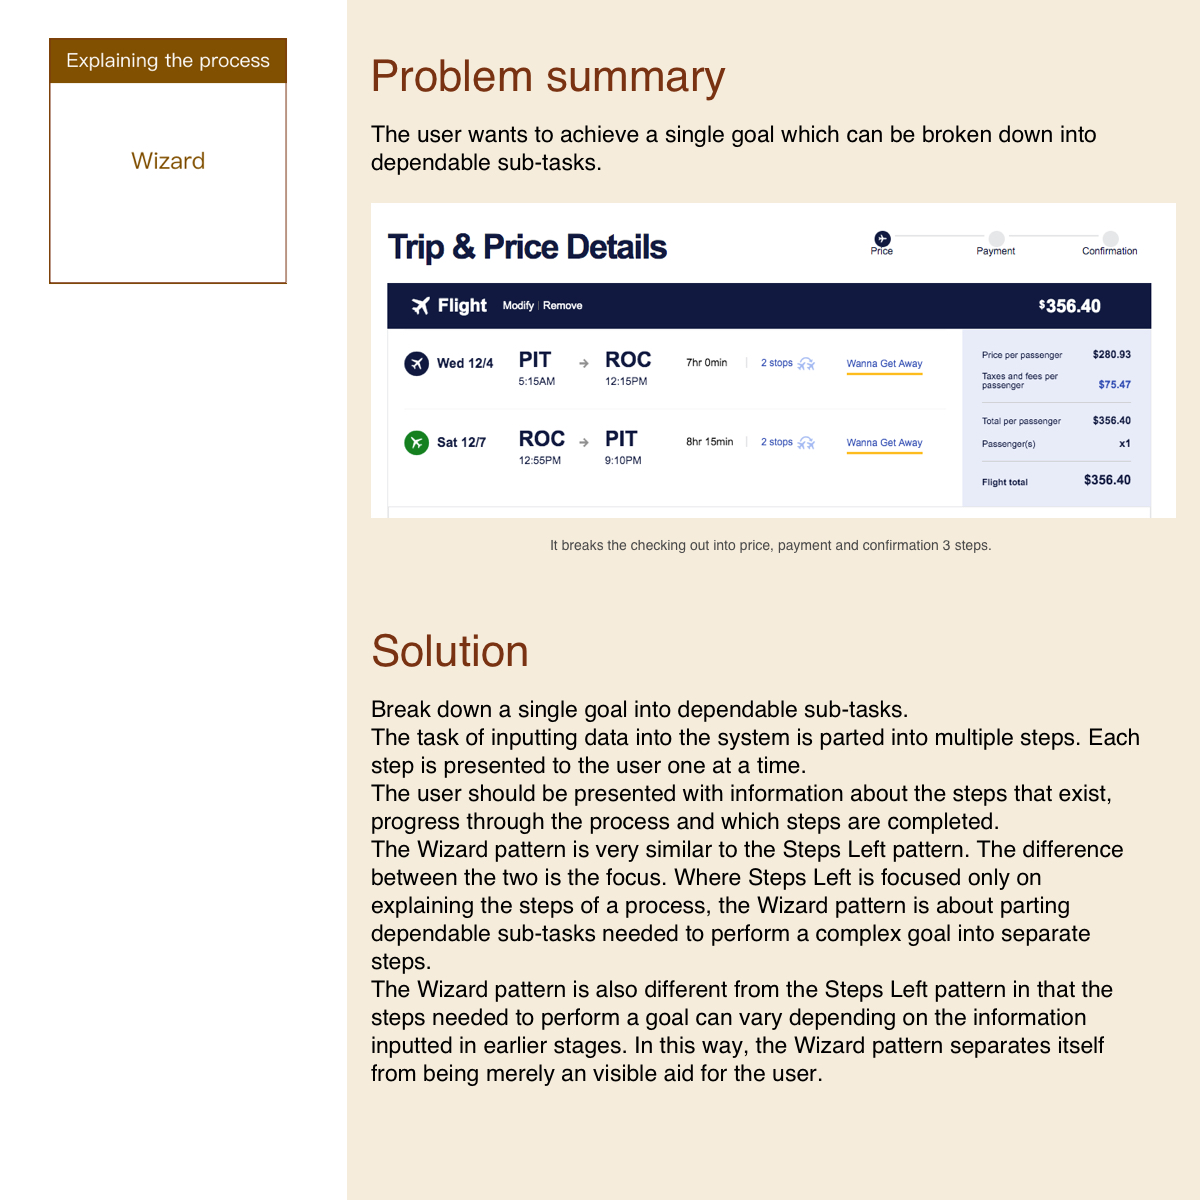 Explaining the process
Wizard
Problem summary
The user wants to achieve a single goal which can be broken down into
dependable sub-tasks.
Trip & Price Details
Price
Payment
Confirmation
Flight Modify | Remove $356.40
Wed 12/4 PIT → ROC 7hr 0min 2 stops Wanna Get Away
5:15AM 12:15PM
Sat 12/7 ROC → PIT 8hr 15min 2 stops Wanna Get Away
12:55PM 9:10PM
Price per passenger $280.93
Taxes and fees per
passenger $75.47
Total per passenger $356.40
Passenger(s) x1
Flight total $356.40
It breaks the checking out into price, payment and confirmation 3 steps.
Solution
Break down a single goal into dependable sub-tasks.
The task of inputting data into the system is parted into multiple steps. Each
step is presented to the user one at a time.
The user should be presented with information about the steps that exist,
progress through the process and which steps are completed.
The Wizard pattern is very similar to the Steps Left pattern. The difference
between the two is the focus. Where Steps Left is focused only on
explaining the steps of a process, the Wizard pattern is about parting
dependable sub-tasks needed to perform a complex goal into separate
steps.
The Wizard pattern is also different from the Steps Left pattern in that the
steps needed to perform a goal can vary depending on the information
inputted in earlier stages. In this way, the Wizard pattern separates itself
from being merely an visible aid for the user.